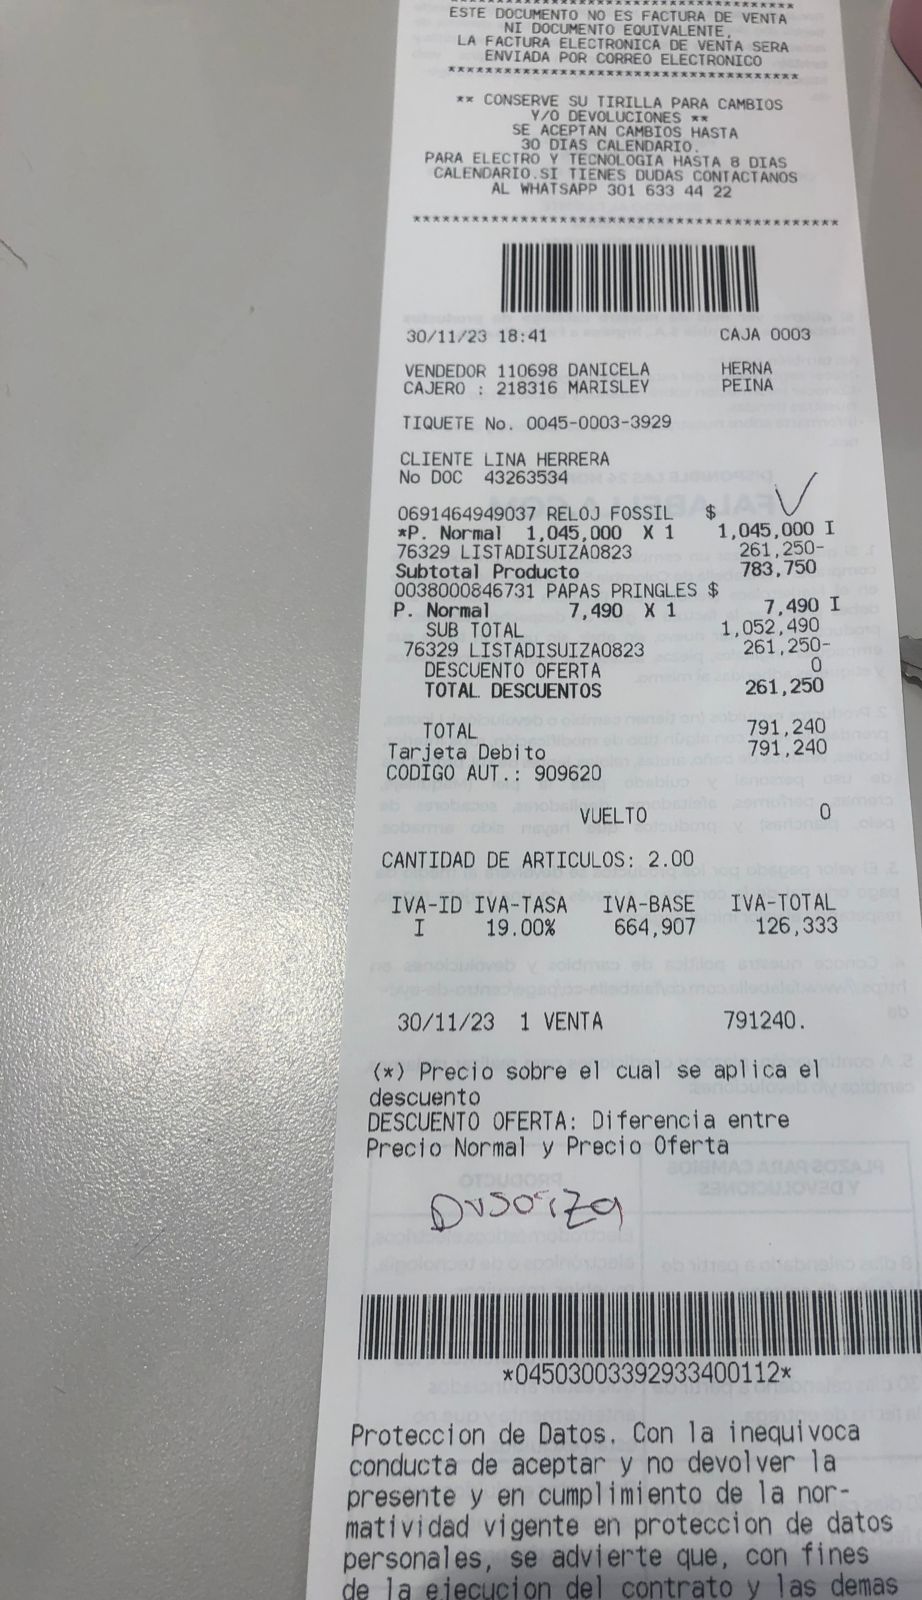 ****************************************
ESTE DOCUMENTO NO ES FACTURA DE VENTA
NI DOCUMENTO EQUIVALENTE,
LA FACTURA ELECTRONICA DE VENTA SERA
ENVIADA POR CORREO ELECTRONICO
****************************************
** CONSERVE SU TIRILLA PARA CAMBIOS
Y/O DEVOLUCIONES **
SE ACEPTAN CAMBIOS HASTA
30 DIAS CALENDARIO.
PARA ELECTRO Y TECNOLOGIA HASTA 8 DIAS
CALENDARIO.SI TIENES DUDAS CONTACTANOS
AL WHATSAPP 301 633 44 22
****************************************
30/11/23 18:41 CAJA 0003
VENDEDOR 110698 DANICELA HERNA
CAJERO : 218316 MARISLEY PEINA
TIQUETE No. 0045-0003-3929
CLIENTE LINA HERRERA
No DOC 43263534
0691464949037 RELOJ FOSSIL $
*P. Normal 1,045,000 X 1 1,045,000 I
76329 LISTADISUIZA0823 261,250-
Subtotal Producto 783,750
0038000846731 PAPAS PRINGLES $
P. Normal 7,490 X 1 7,490 I
SUB TOTAL 1,052,490
76329 LISTADISUIZA0823 261,250-
DESCUENTO OFERTA 0
TOTAL DESCUENTOS 261,250
TOTAL 791,240
Tarjeta Debito 791,240
CODIGO AUT.: 909620
VUELTO 0
CANTIDAD DE ARTICULOS: 2.00
IVA-ID IVA-TASA IVA-BASE IVA-TOTAL
I 19.00% 664,907 126,333
30/11/23 1 VENTA 791240.
(*) Precio sobre el cual se aplica el
descuento
DESCUENTO OFERTA: Diferencia entre
Precio Normal y Precio Oferta
*04503003392933400112*
Proteccion de Datos. Con la inequivoca
conducta de aceptar y no devolver la
presente y en cumplimiento de la nor-
matividad vigente en proteccion de datos
personales, se advierte que, con fines
de la ejecucion del contrato y las demas